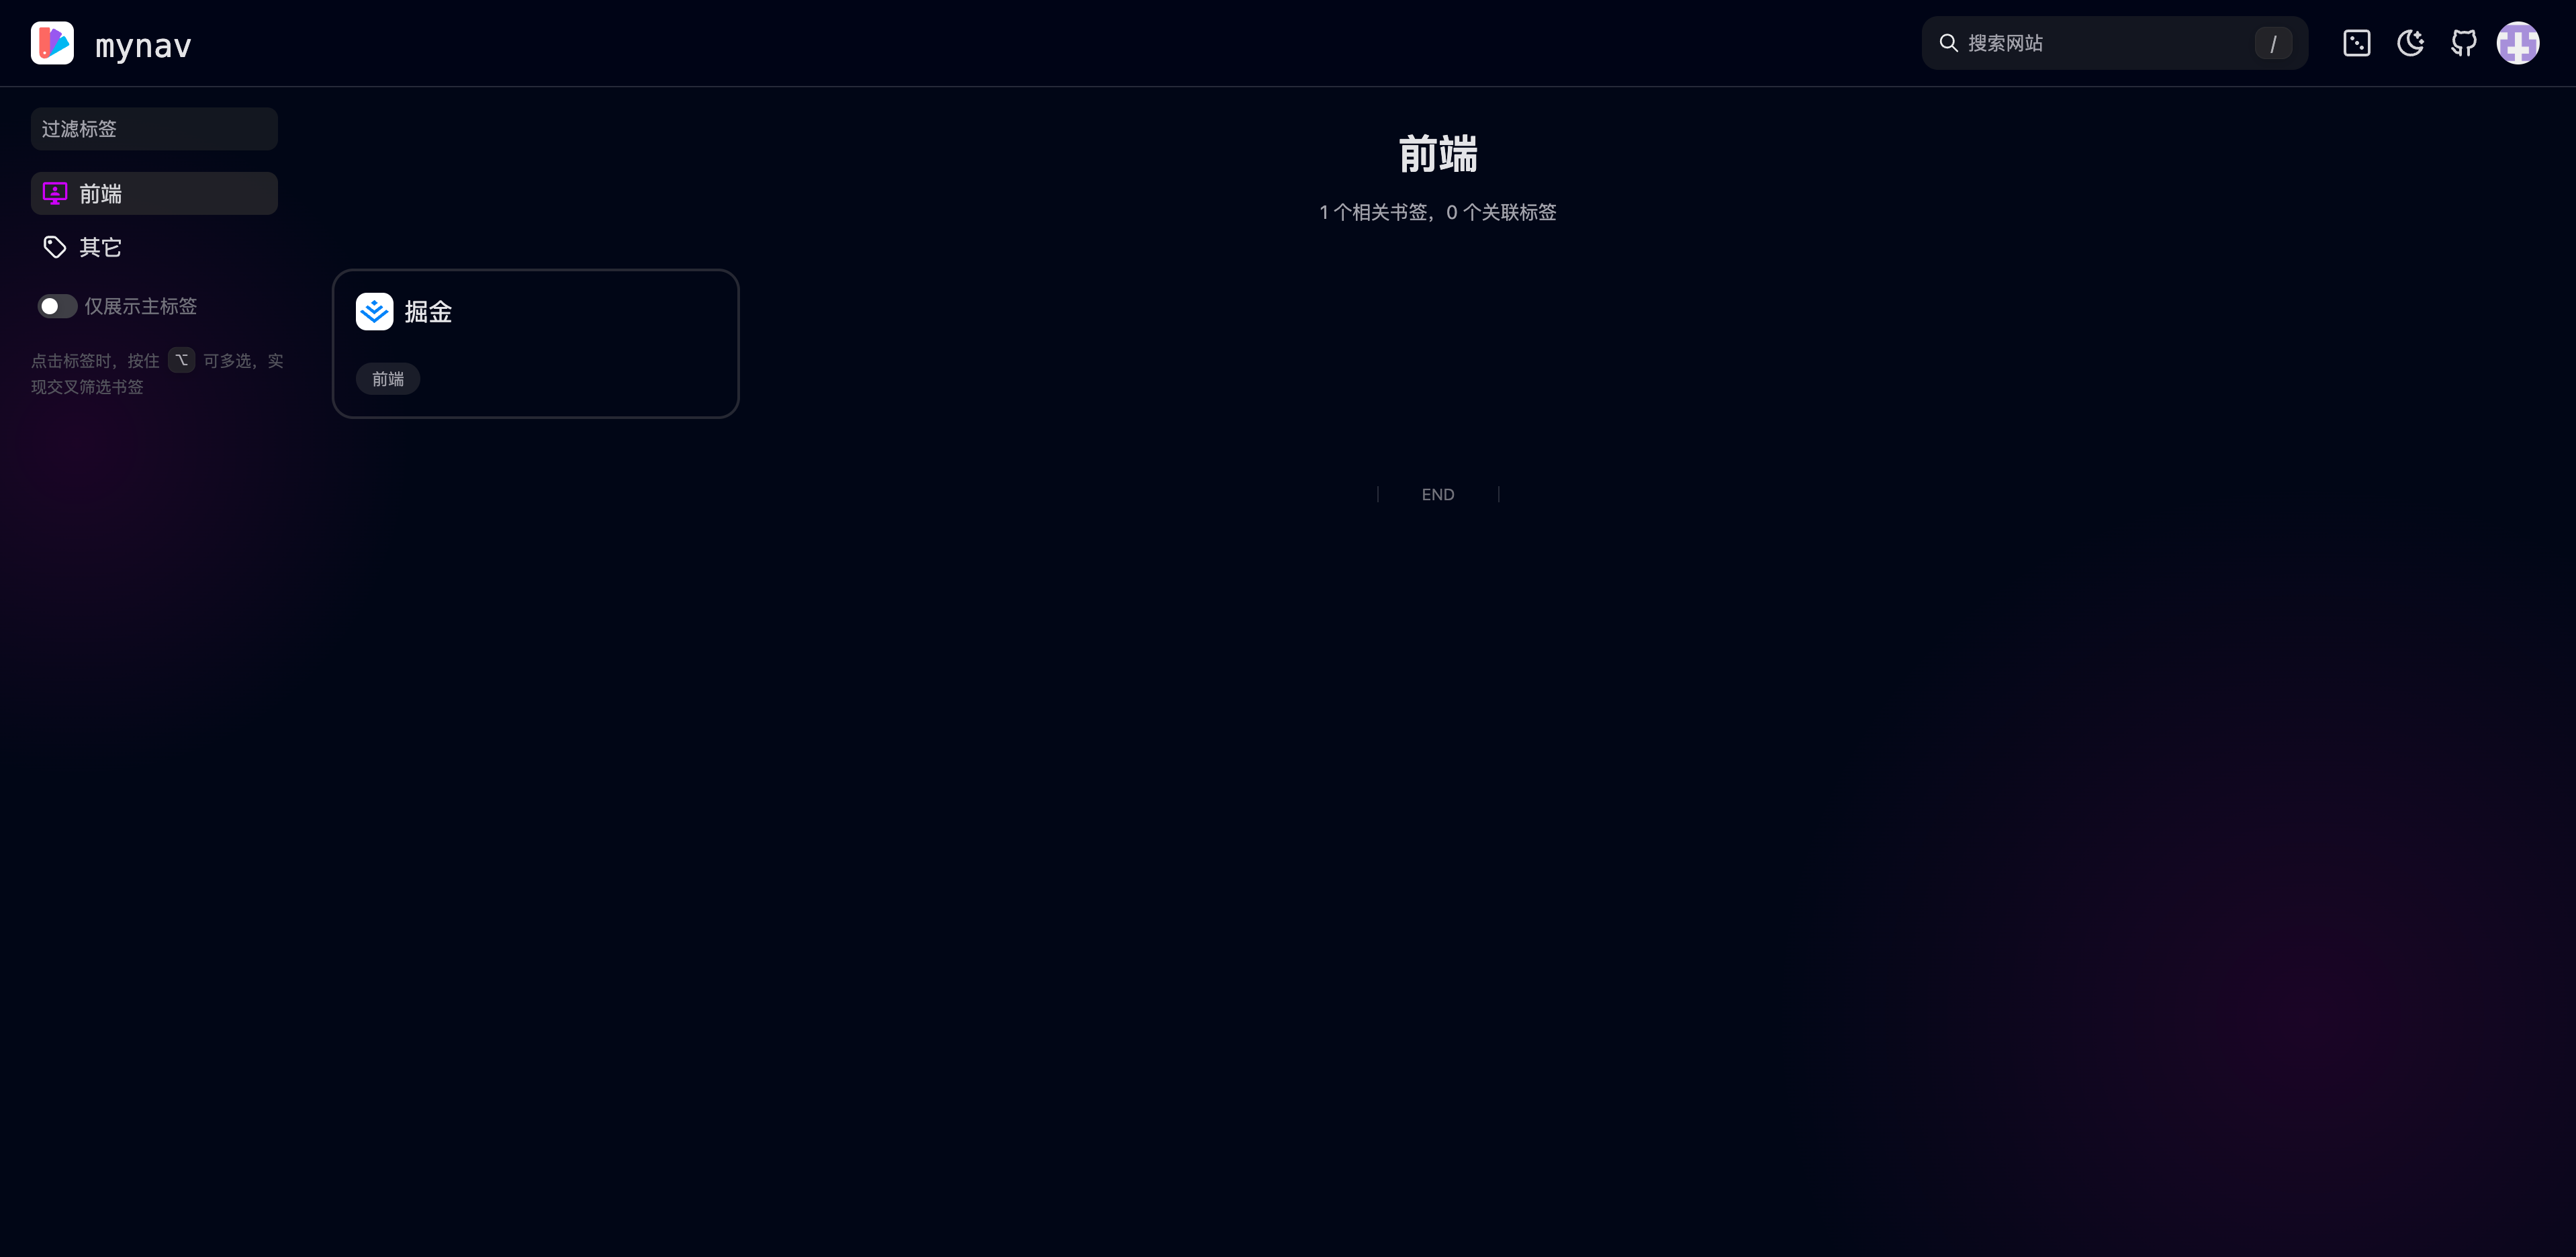 mynav
搜索网站 /
过滤标签
前端
其它
仅展示主标签
点击标签时，按住 ⌥ 可多选，实
现交叉筛选书签
前端
1 个相关书签，0 个关联标签
掘金
前端
END